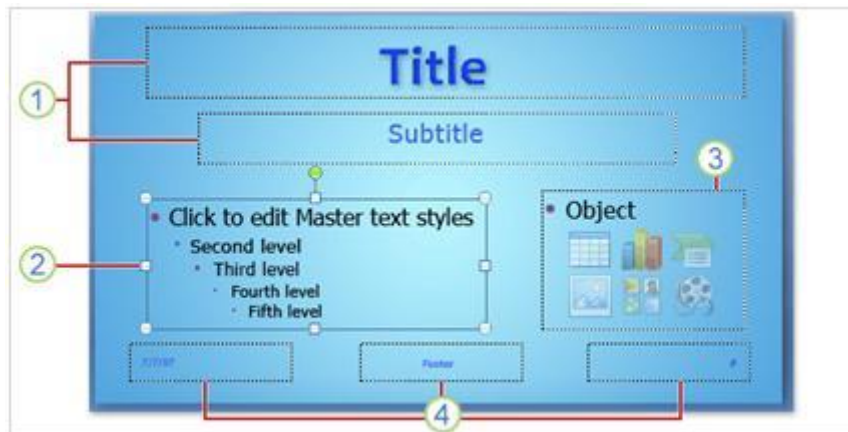 Title
1
Subtitle
3
• Click to edit Master text styles
• Object
• Second level
2
• Third level
• Fourth level
• Fifth level
Footer
#
4